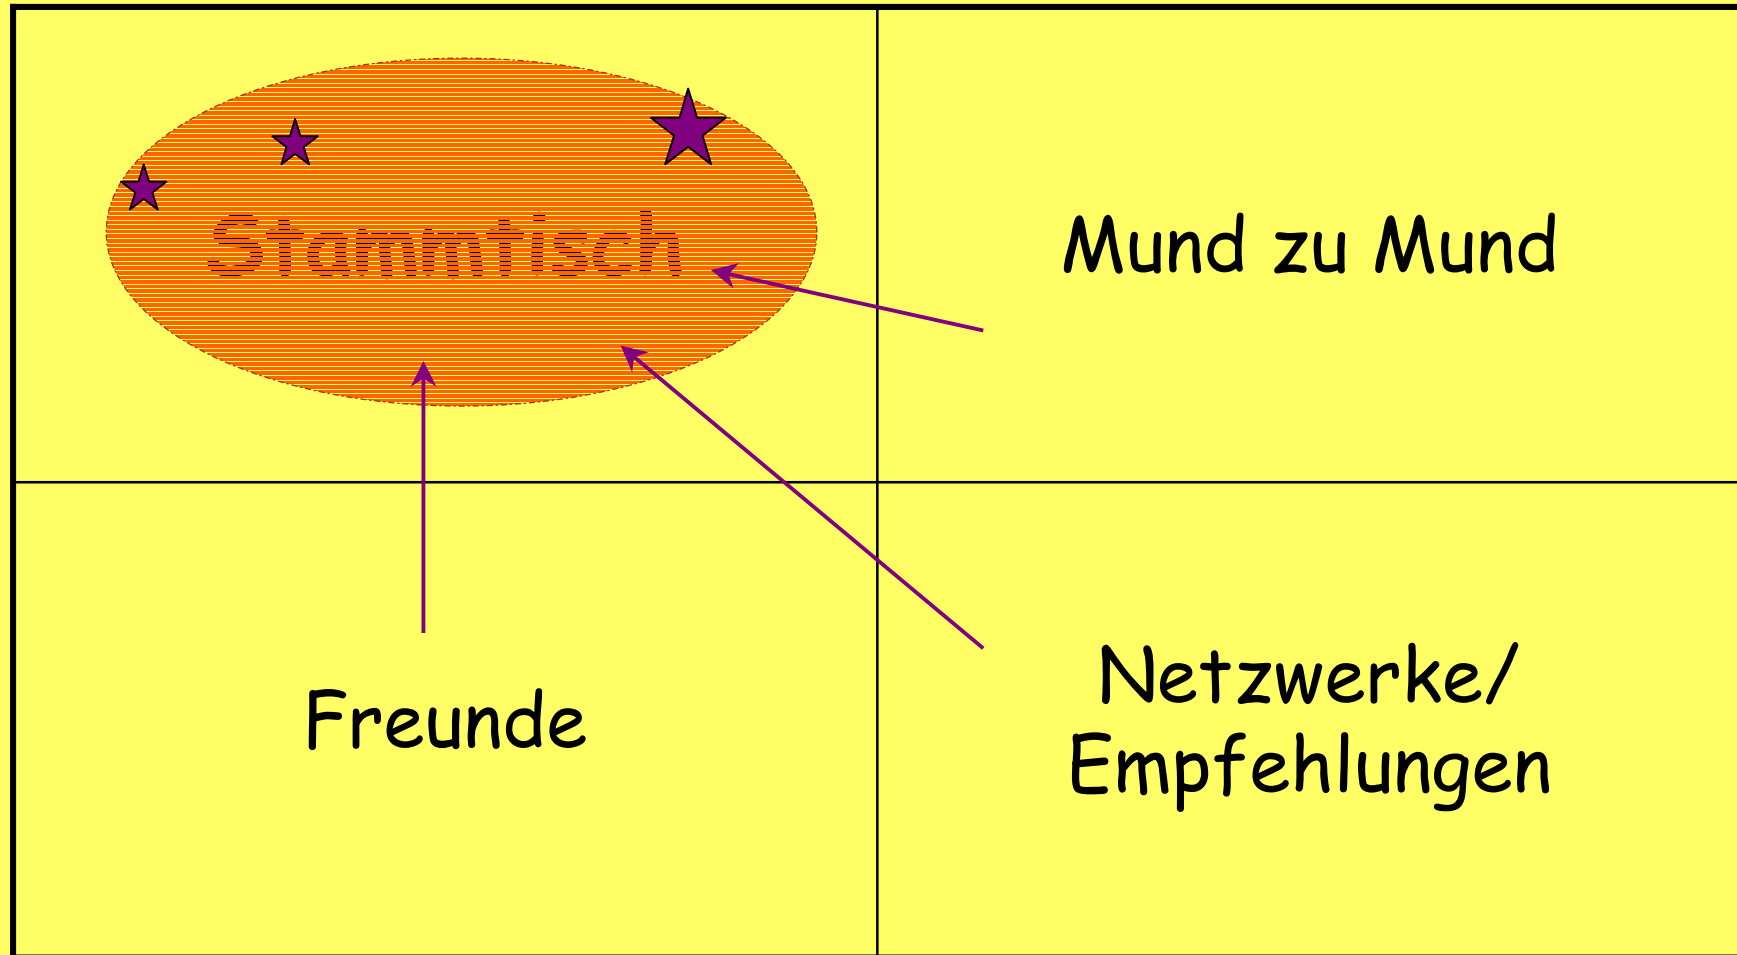 Stammtisch
Mund zu Mund
Freunde
Netzwerke/
Empfehlungen